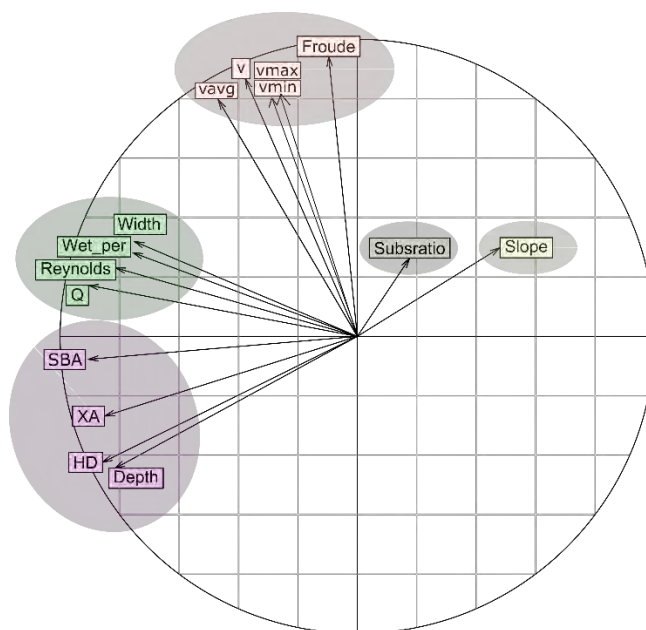 Froude
v
vmax
vavg
vmin
Width
Wet_per
Reynolds
Q
Subsratio
Slope
SBA
XA
HD
Depth